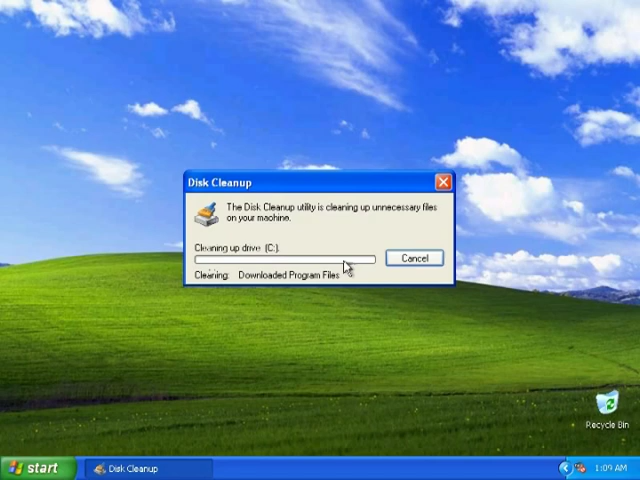 Disk Cleanup
The Disk Cleanup utility is cleaning up unnecessary files
on your machine.
Cleaning up drive (C:).
Cancel
Cleaning: Downloaded Program Files
Recycle Bin
start
Disk Cleanup
1:09 AM